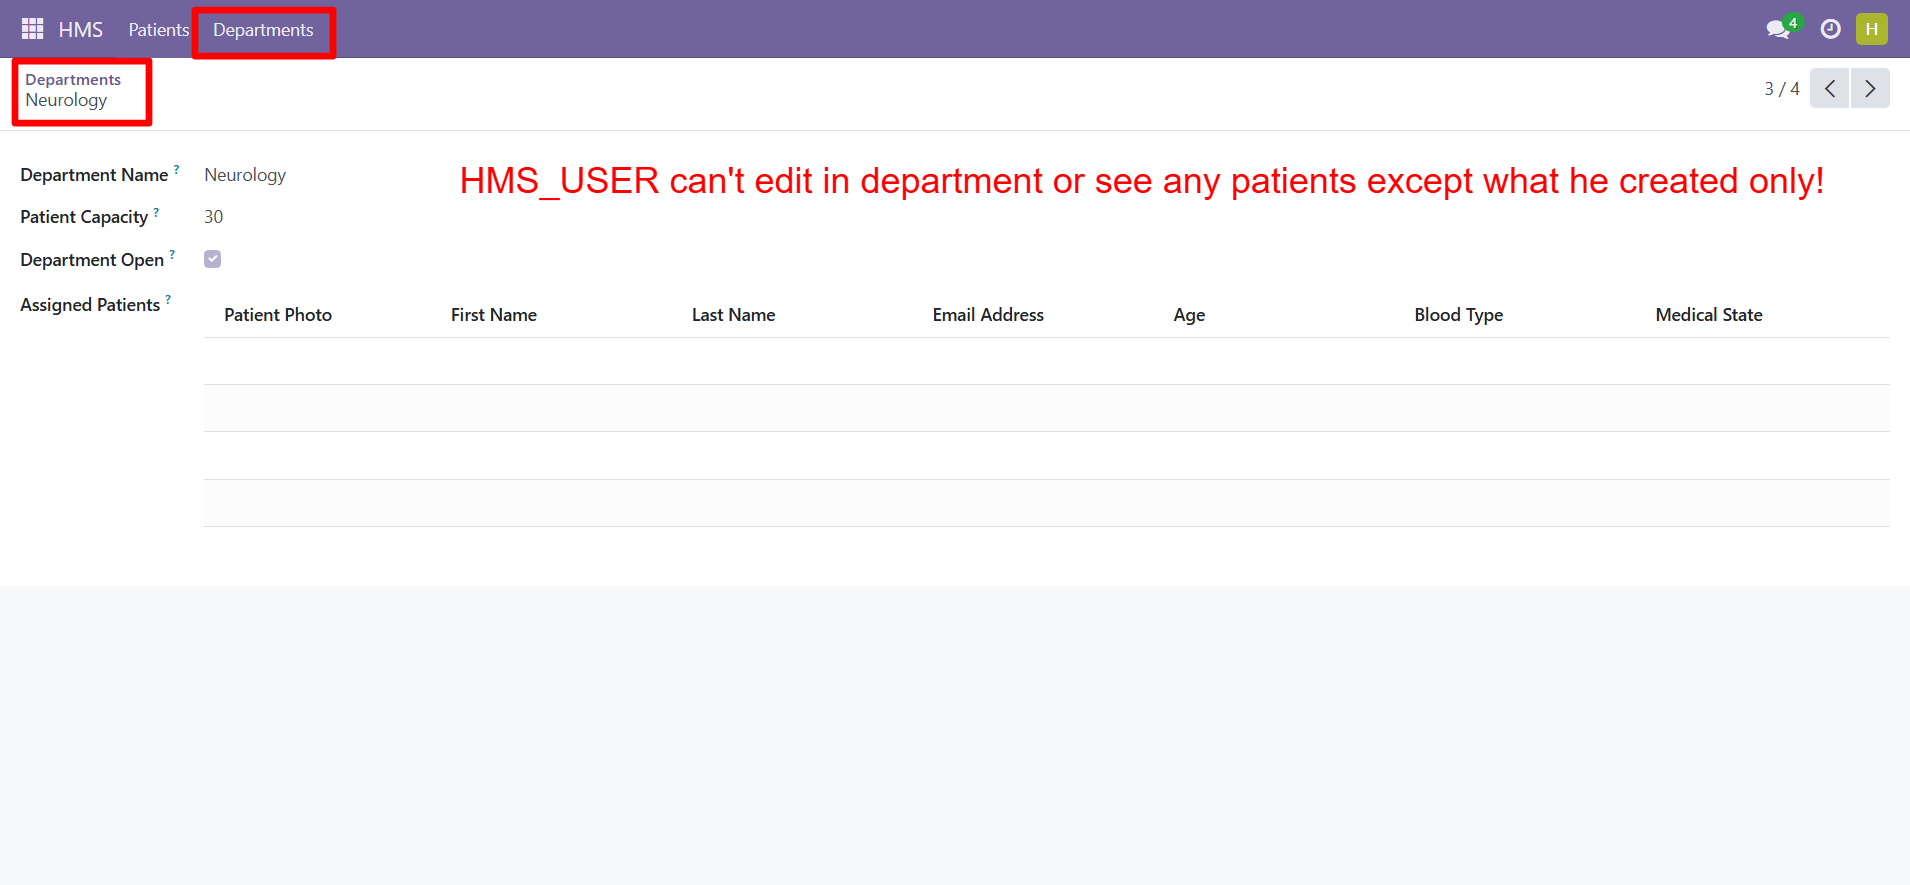 HMS Patients Departments 4 H
Departments
Neurology
3 / 4
Department Name ? Neurology
HMS_USER can't edit in department or see any patients except what he created only!
Patient Capacity ? 30
Department Open ?
Assigned Patients ?
Patient Photo First Name Last Name Email Address Age Blood Type Medical State